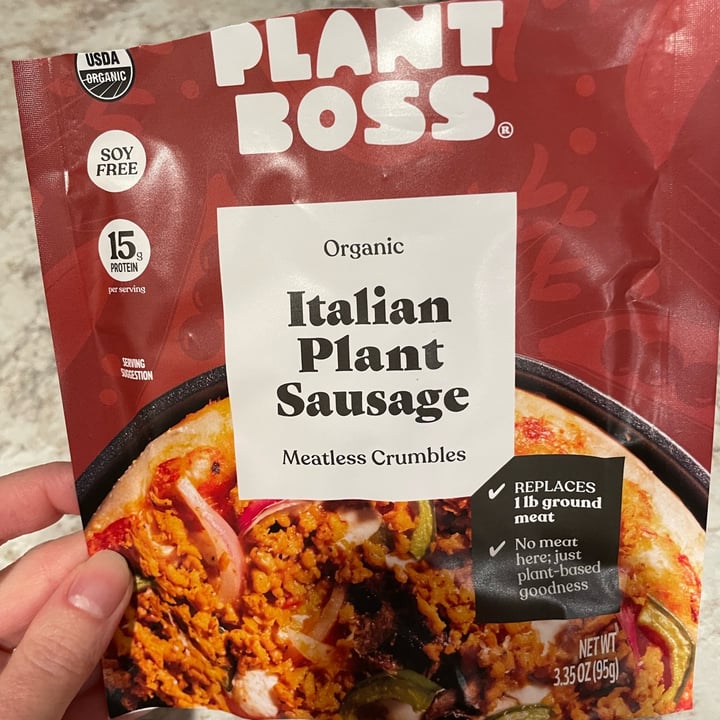 PLANT
BOSS®
USDA
ORGANIC
SOY
FREE
15g
PROTEIN
per serving
SERVING
SUGGESTION
Organic
Italian
Plant
Sausage
Meatless Crumbles
✔ REPLACES
1 lb ground
meat
✔ No meat
here; just
plant-based
goodness
NET WT
3.35 OZ (95g)